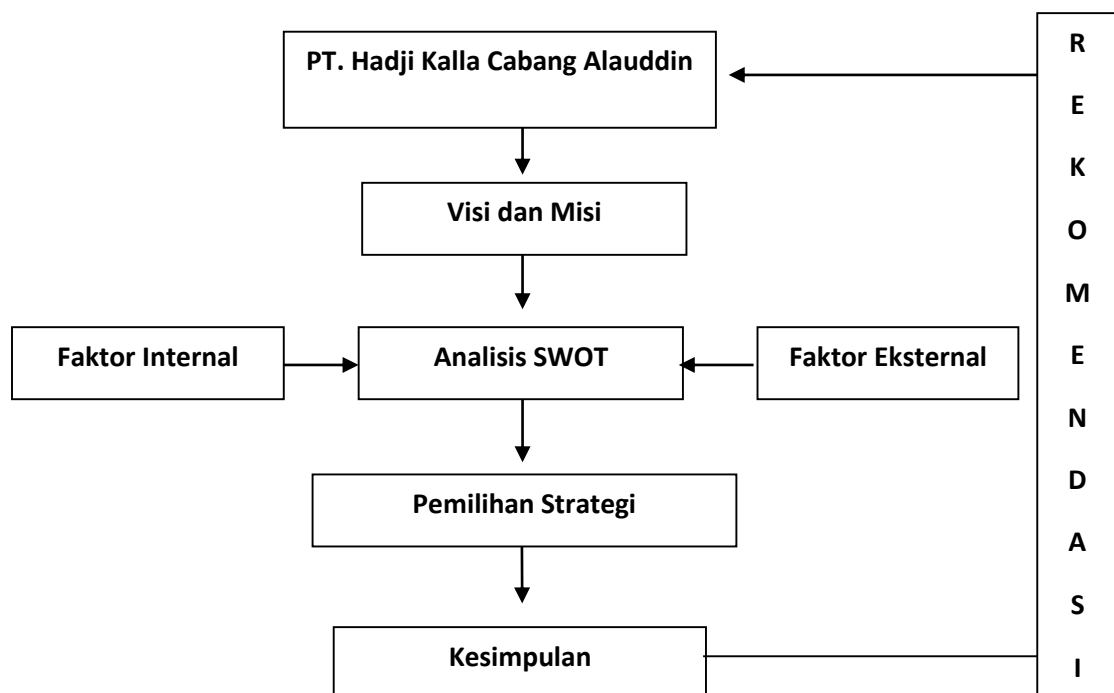 PT. Hadji Kalla Cabang Alauddin
Visi dan Misi
Faktor Internal
Analisis SWOT
Faktor Eksternal
Pemilihan Strategi
Kesimpulan
R
E
K
O
M
E
N
D
A
S
I